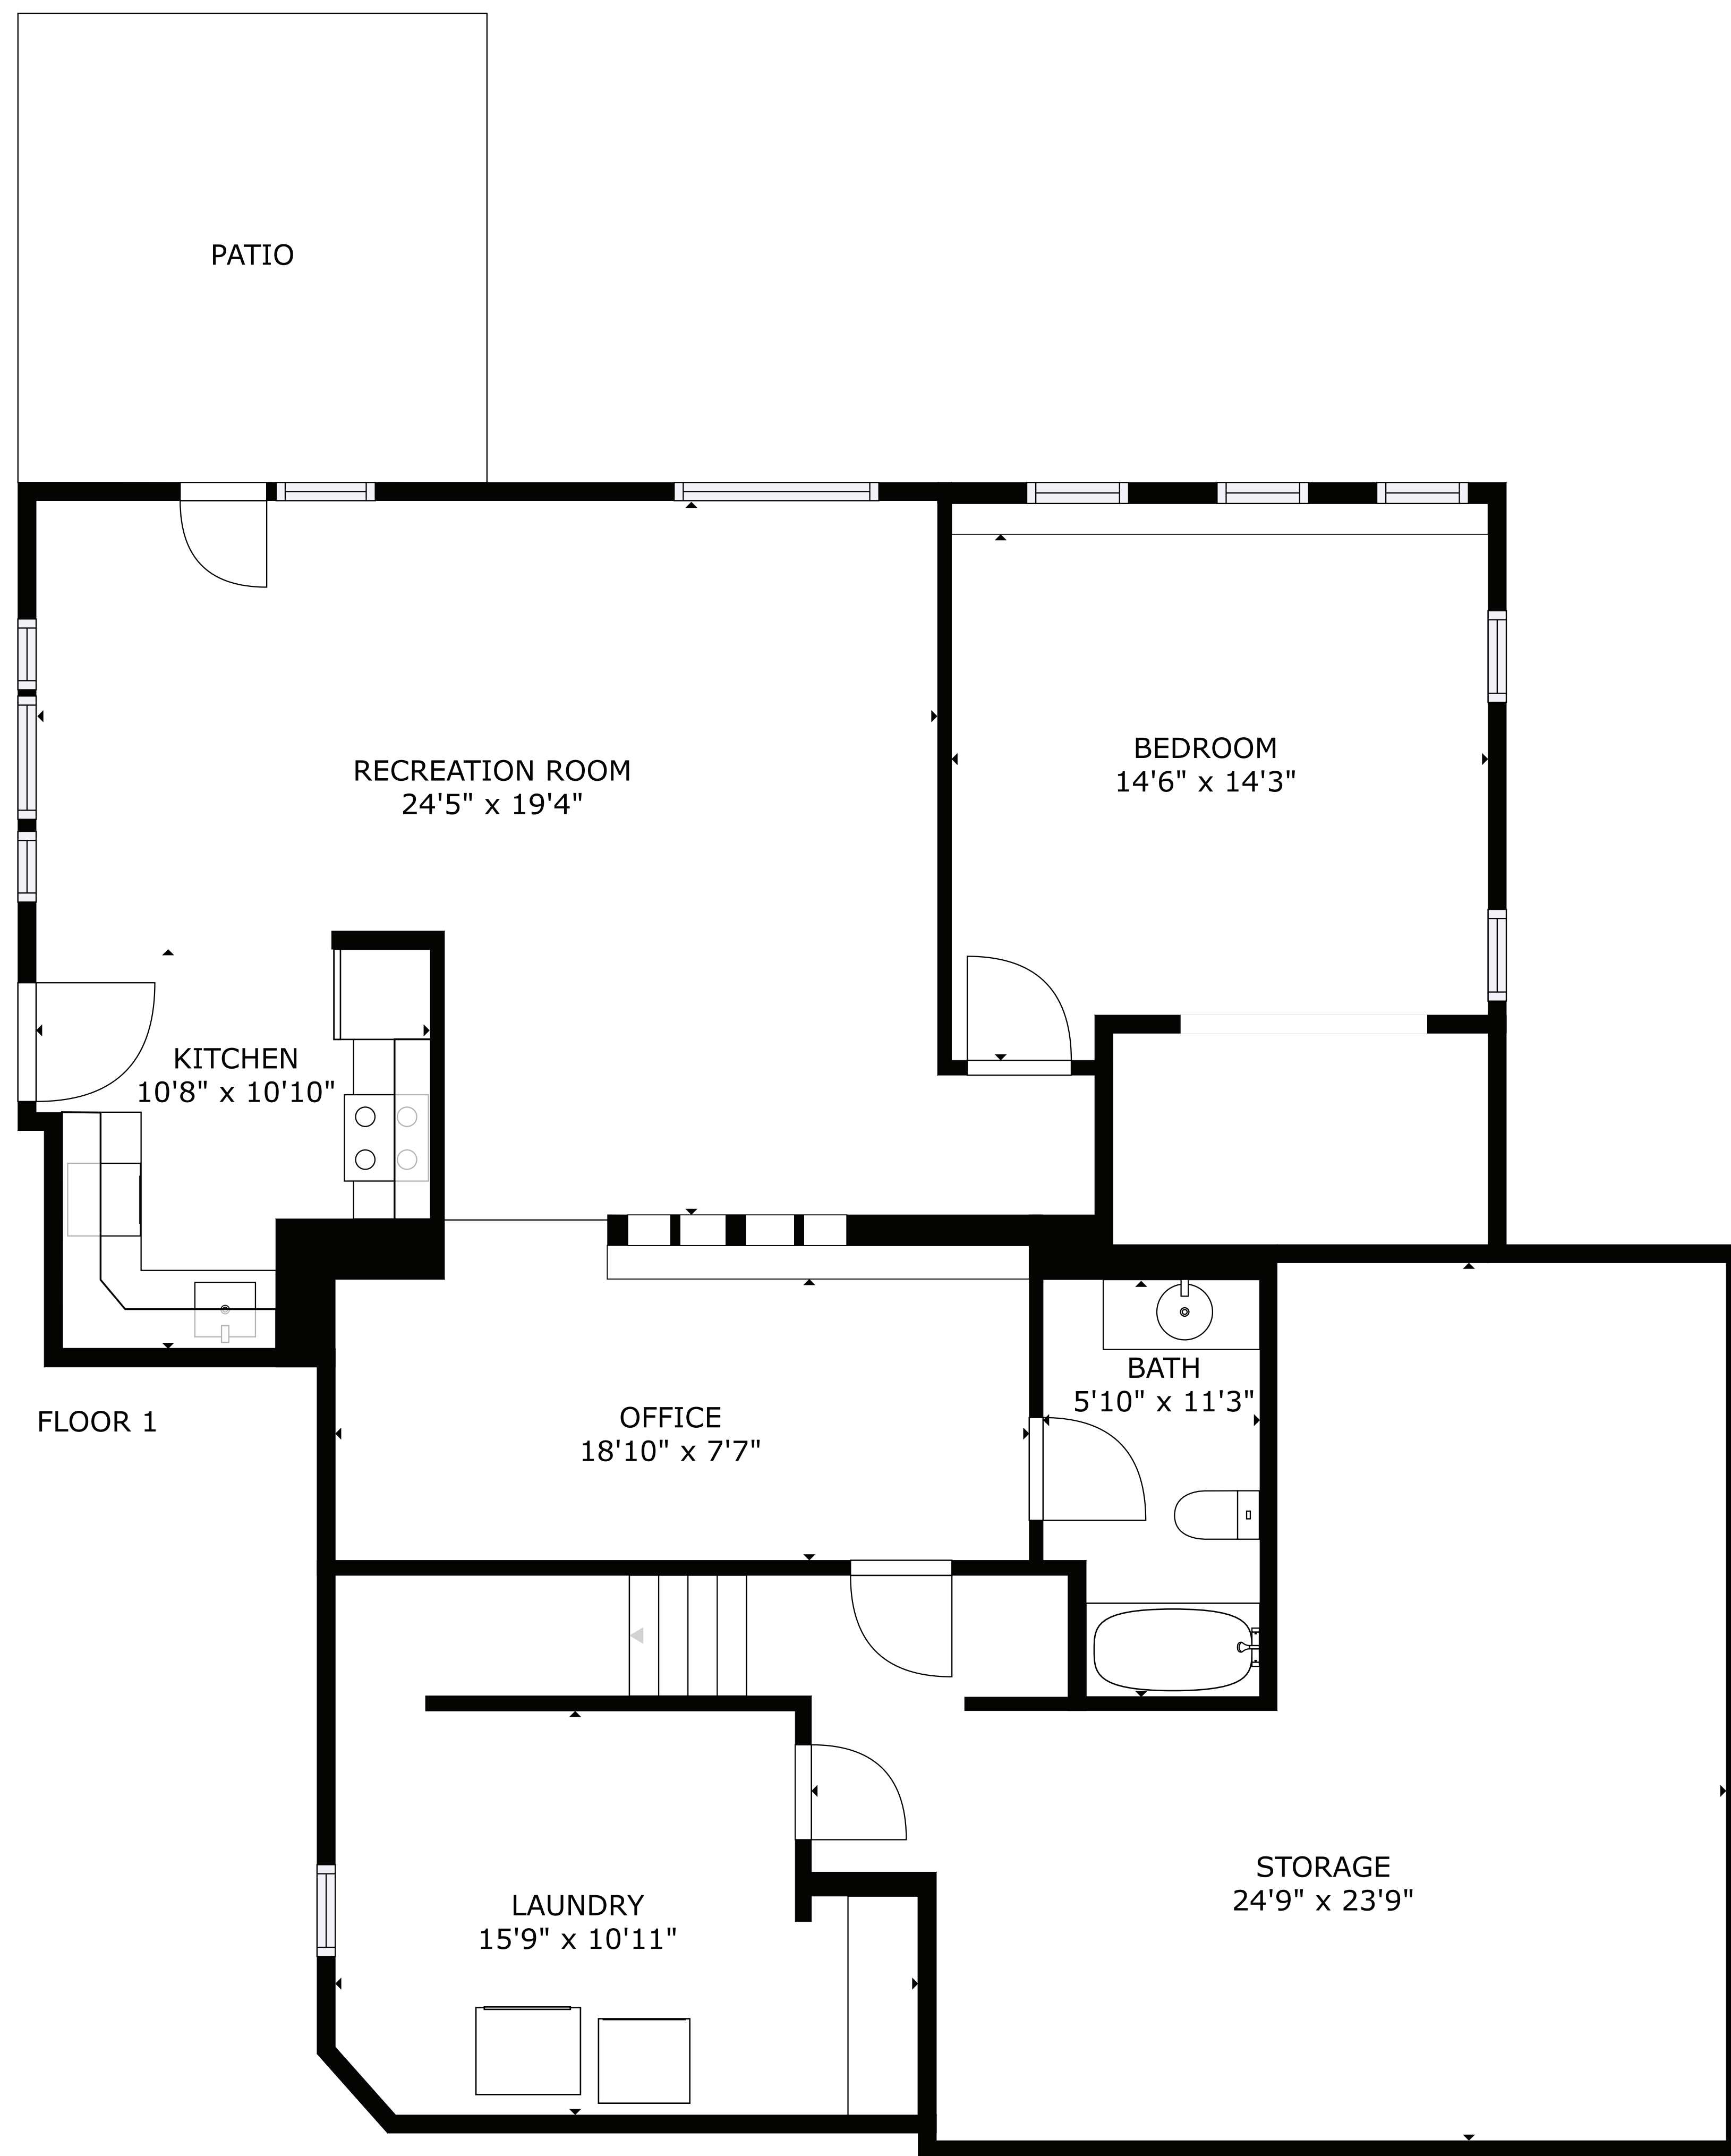 PATIO
RECREATION ROOM
24'5" x 19'4"
BEDROOM
14'6" x 14'3"
KITCHEN
10'8" x 10'10"
BATH
5'10" x 11'3"
FLOOR 1
OFFICE
18'10" x 7'7"
STORAGE
24'9" x 23'9"
LAUNDRY
15'9" x 10'11"